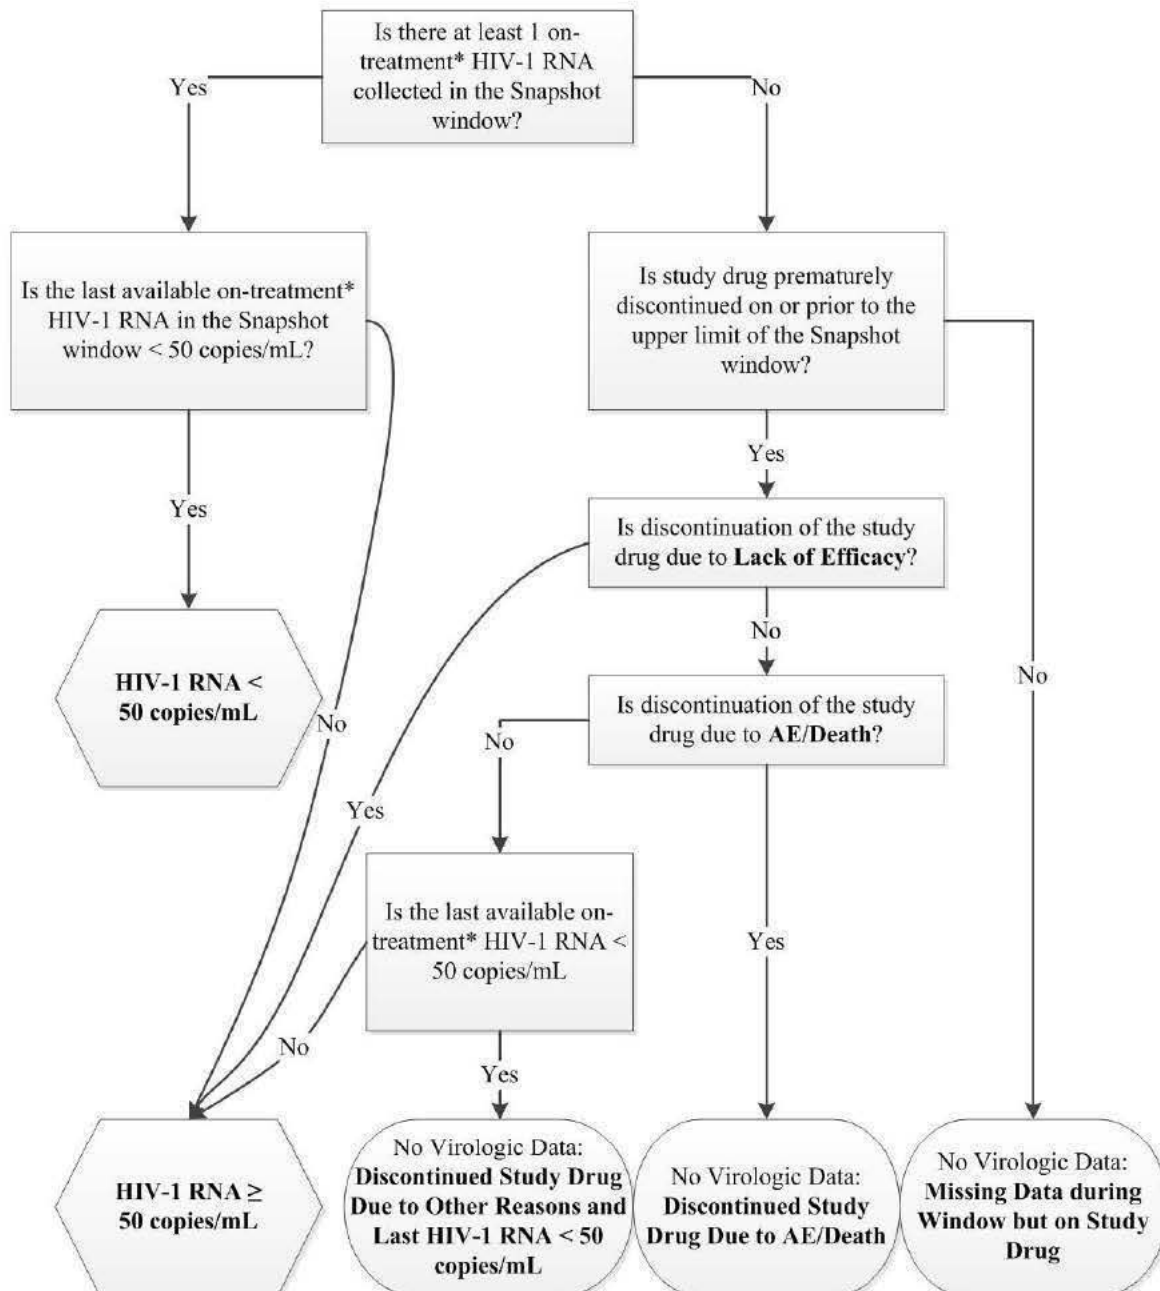 Is there at least 1 on-
treatment* HIV-1 RNA
collected in the Snapshot
window?
Yes
No
Is the last available on-treatment*
HIV-1 RNA in the Snapshot
window < 50 copies/mL?
Is study drug prematurely
discontinued on or prior to the
upper limit of the Snapshot
window?
Yes
Yes
Is discontinuation of the study
drug due to Lack of Efficacy?
No
HIV-1 RNA <
50 copies/mL
No
No
Is discontinuation of the study
drug due to AE/Death?
No
Yes
Is the last available on-
treatment* HIV-1 RNA <
50 copies/mL
Yes
No
Yes
HIV-1 RNA ≥
50 copies/mL
No Virologic Data:
Discontinued Study Drug
Due to Other Reasons and
Last HIV-1 RNA < 50
copies/mL
No Virologic Data:
Discontinued Study
Drug Due to AE/Death
No Virologic Data:
Missing Data during
Window but on Study
Drug